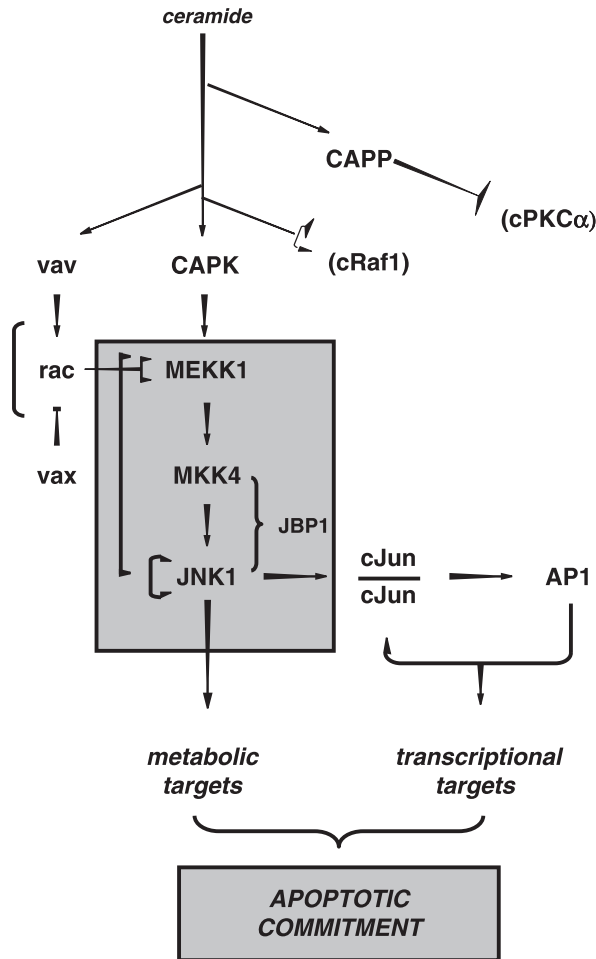 ceramide
CAPP
(cPKCα)
vav
CAPK
(cRaf1)
rac
MEKK1
vax
MKK4
JBP1
JNK1
cJun
cJun
AP1
metabolic
targets
transcriptional
targets
APOPTOTIC
COMMITMENT